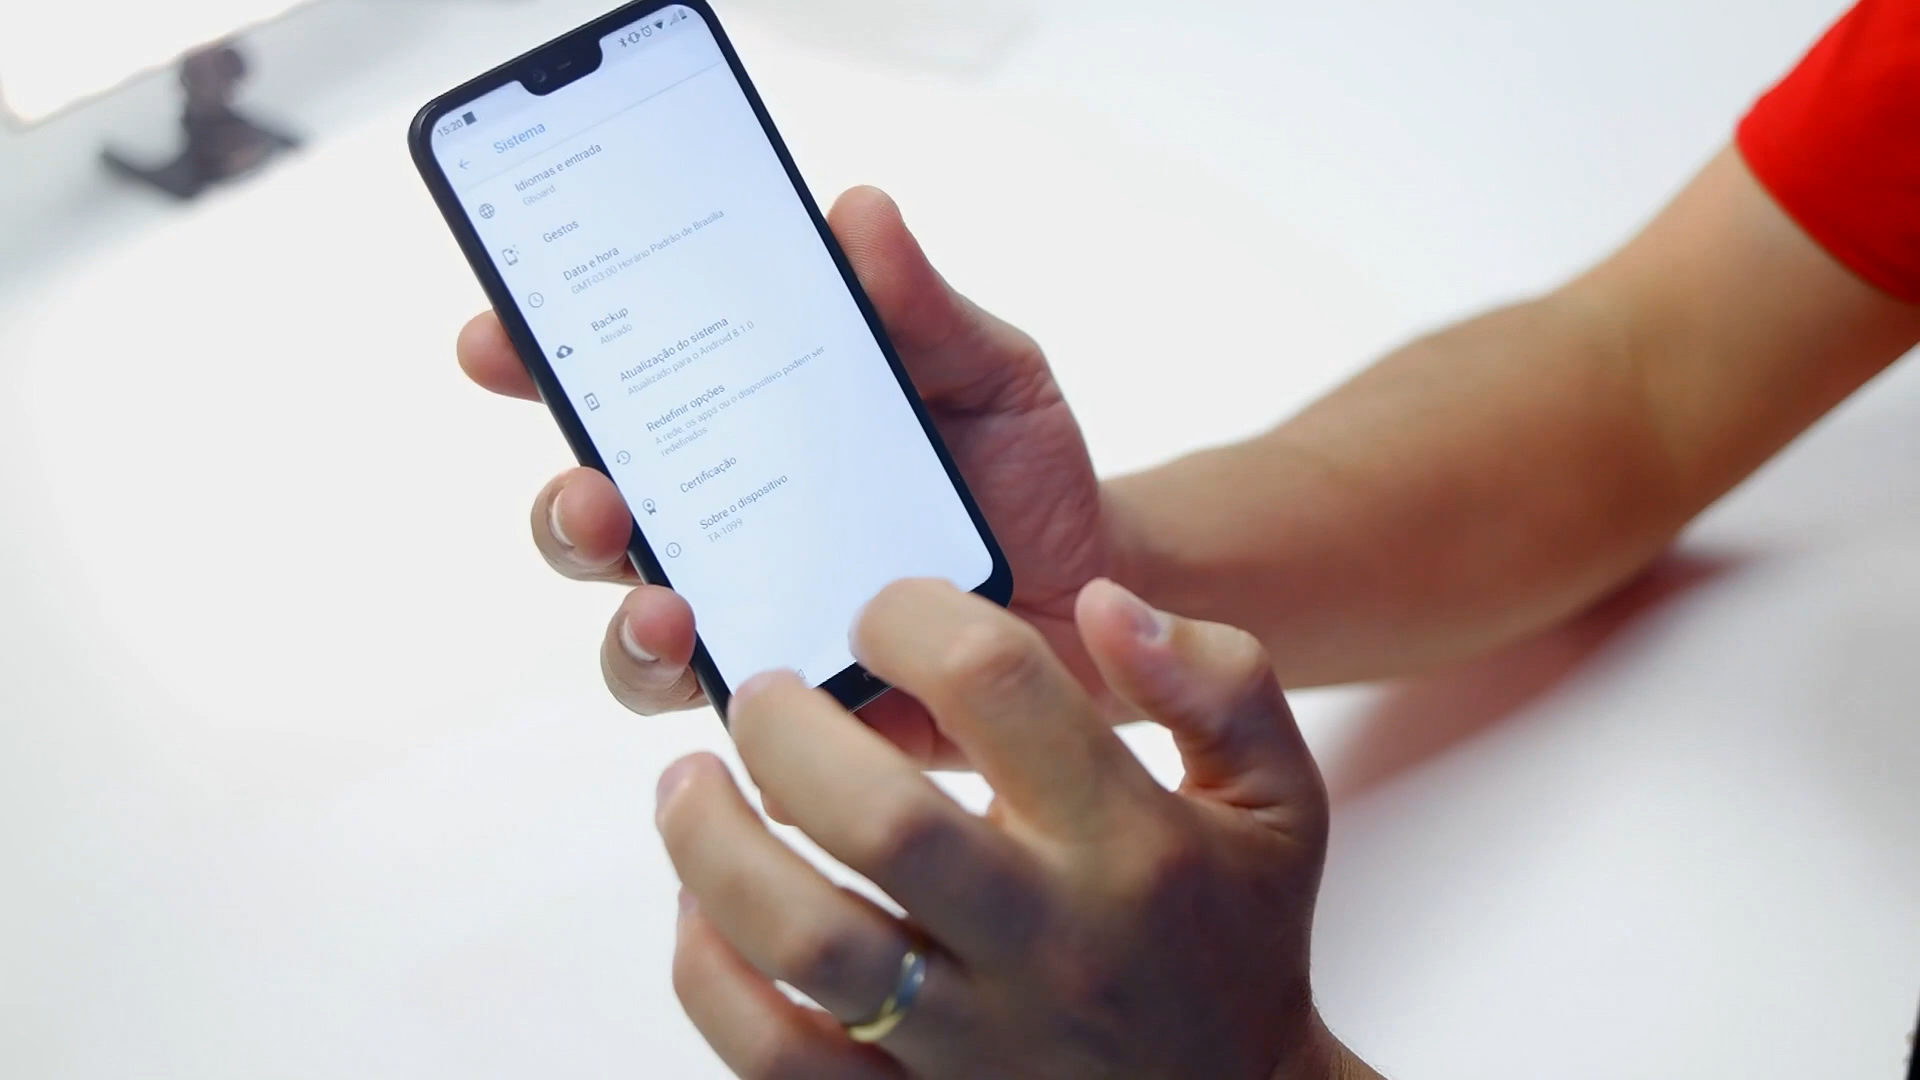 15:20
Sistema
Idiomas e entrada
Gboard
Gestos
Data e hora
GMT-03:00 Horário Padrão de Brasília
Backup
Ativado
Atualização do sistema
Atualizado para o Android 8.1.0
Redefinir opções
A rede, os apps ou o dispositivo podem ser
redefinidos
Certificação
Sobre o dispositivo
TA-1099